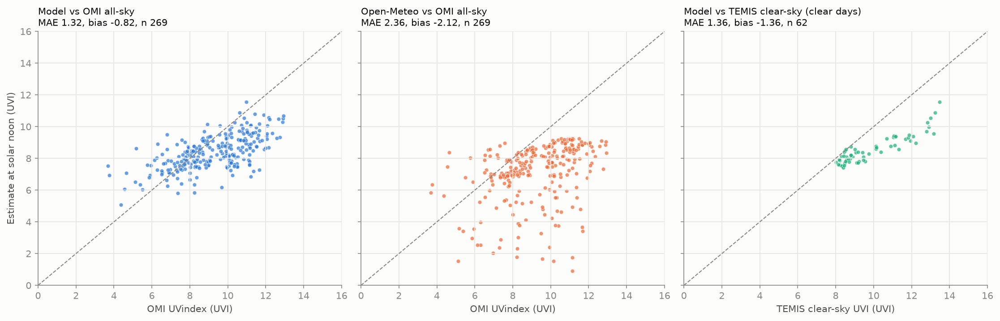 Model vs OMI all-sky
MAE 1.32, bias -0.82, n 269
Open-Meteo vs OMI all-sky
MAE 2.36, bias -2.12, n 269
Model vs TEMIS clear-sky (clear days)
MAE 1.36, bias -1.36, n 62
Estimate at solar noon (UVI)
16
14
12
10
8
6
4
2
0
0 2 4 6 8 10 12 14 16
0 2 4 6 8 10 12 14 16
0 2 4 6 8 10 12 14 16
OMI UVindex (UVI)
OMI UVindex (UVI)
TEMIS clear-sky UVI (UVI)